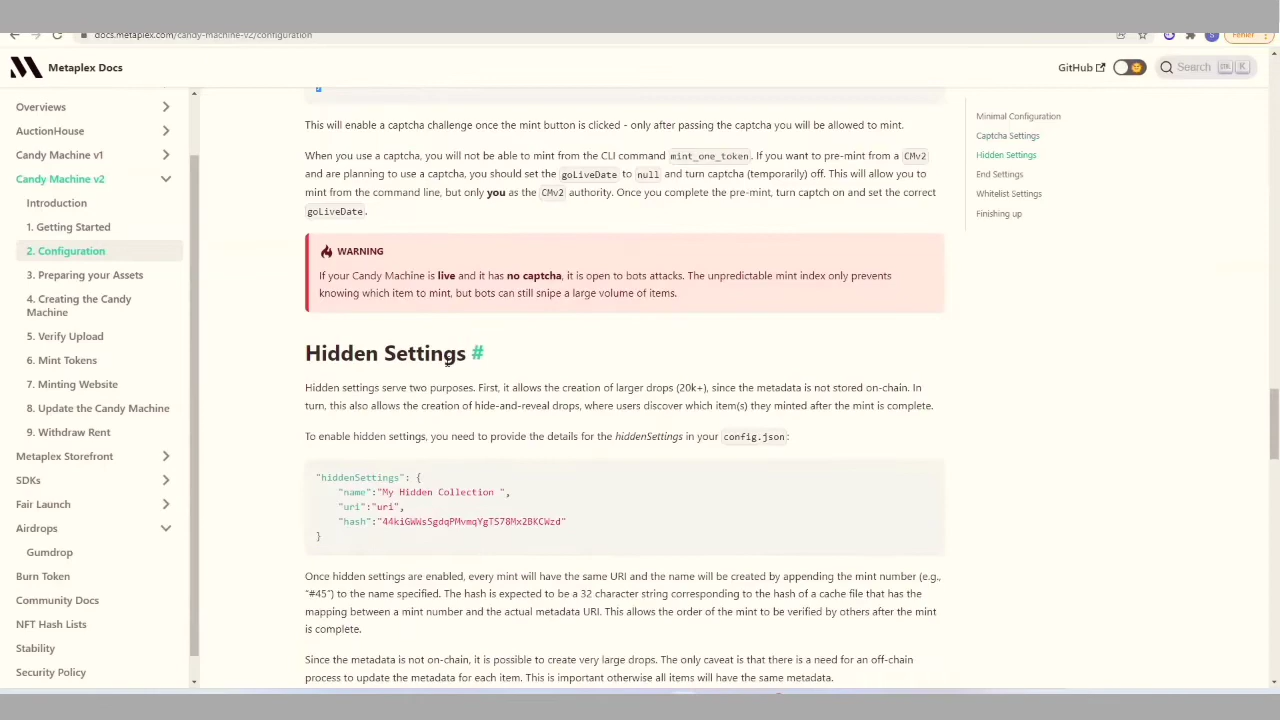 docs.metaplex.com/candy-machine-v2/configuration
Metaplex Docs
GitHub
Search
CTRL K
Overviews
AuctionHouse
Candy Machine v1
Candy Machine v2
Introduction
1. Getting Started
2. Configuration
3. Preparing your Assets
4. Creating the Candy
Machine
5. Verify Upload
6. Mint Tokens
7. Minting Website
8. Update the Candy Machine
9. Withdraw Rent
Metaplex Storefront
SDKs
Fair Launch
Airdrops
Gumdrop
Burn Token
Community Docs
NFT Hash Lists
Stability
Security Policy
This will enable a captcha challenge once the mint button is clicked - only after passing the captcha you will be allowed to mint.
When you use a captcha, you will not be able to mint from the CLI command mint_one_token. If you want to pre-mint from a CMv2
and are planning to use a captcha, you should set the goLiveDate to null and turn captcha (temporarily) off. This will allow you to
mint from the command line, but only you as the CMv2 authority. Once you complete the pre-mint, turn captch on and set the correct
goLiveDate.
WARNING
If your Candy Machine is live and it has no captcha, it is open to bots attacks. The unpredictable mint index only prevents
knowing which item to mint, but bots can still snipe a large volume of items.
Hidden Settings #
Hidden settings serve two purposes. First, it allows the creation of larger drops (20k+), since the metadata is not stored on-chain. In
turn, this also allows the creation of hide-and-reveal drops, where users discover which item(s) they minted after the mint is complete.
To enable hidden settings, you need to provide the details for the hiddenSettings in your config.json:
"hiddenSettings": {
"name":"My Hidden Collection ",
"uri":"uri",
"hash":"44kiGWWsSgdqPMvmqYgTS78Mx2BKCWzd"
}
Once hidden settings are enabled, every mint will have the same URI and the name will be created by appending the mint number (e.g.,
“#45”) to the name specified. The hash is expected to be a 32 character string corresponding to the hash of a cache file that has the
mapping between a mint number and the actual metadata URI. This allows the order of the mint to be verified by others after the mint
is complete.
Since the metadata is not on-chain, it is possible to create very large drops. The only caveat is that there is a need for an off-chain
process to update the metadata for each item. This is important otherwise all items will have the same metadata.
Minimal Configuration
Captcha Settings
Hidden Settings
End Settings
Whitelist Settings
Finishing up